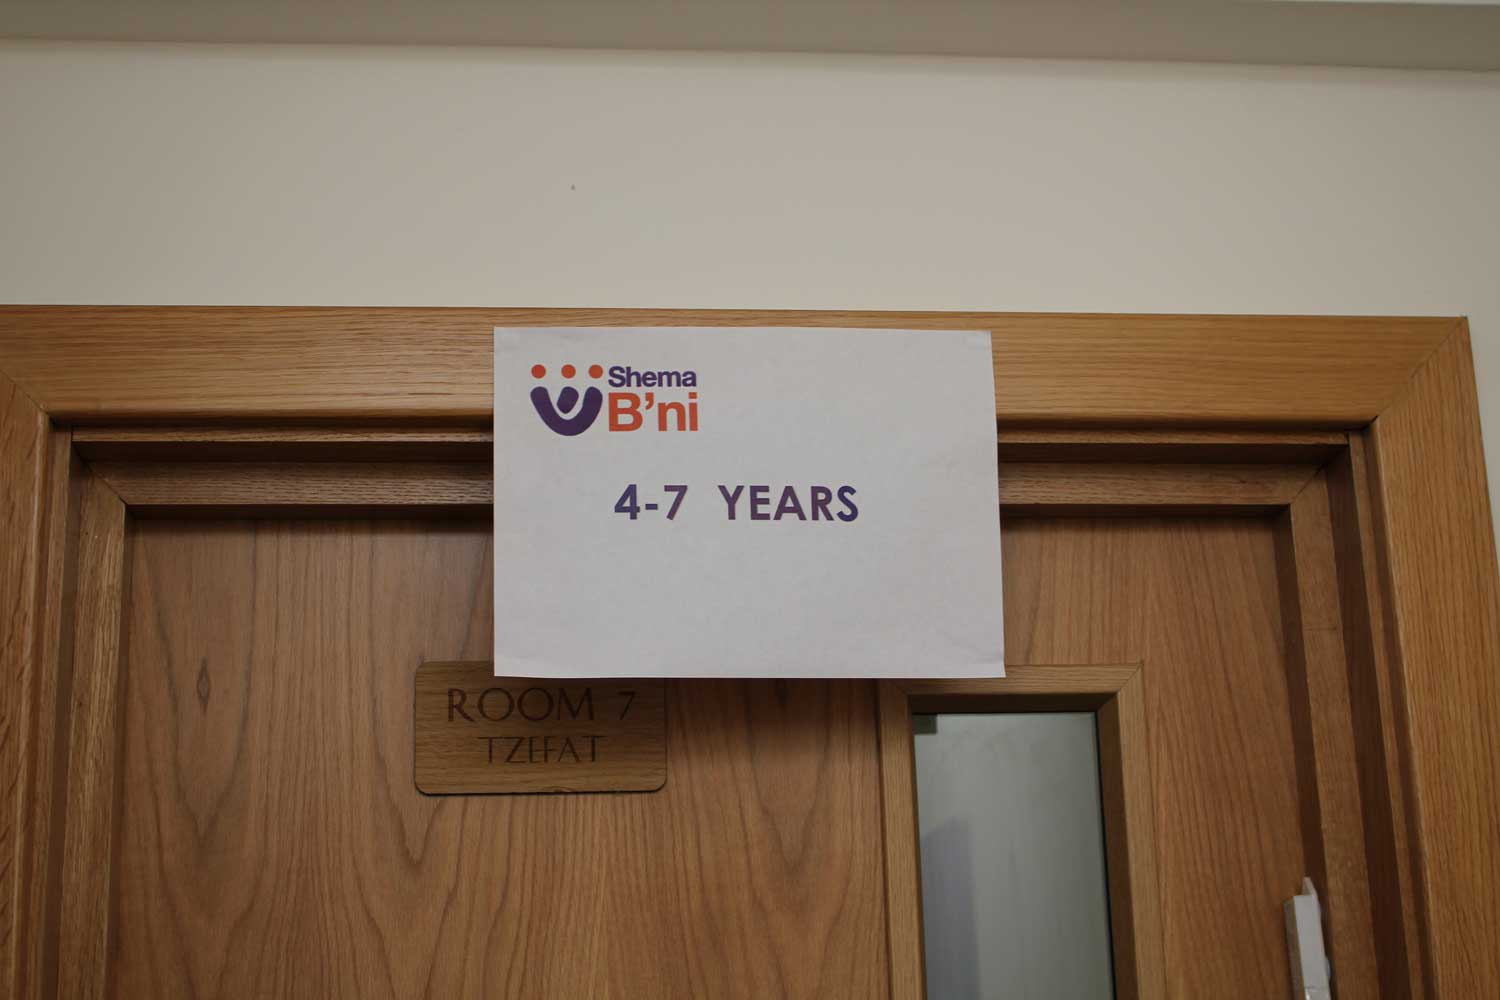 Shema
B'ni
4-7 YEARS
ROOM 7
TZEFAT